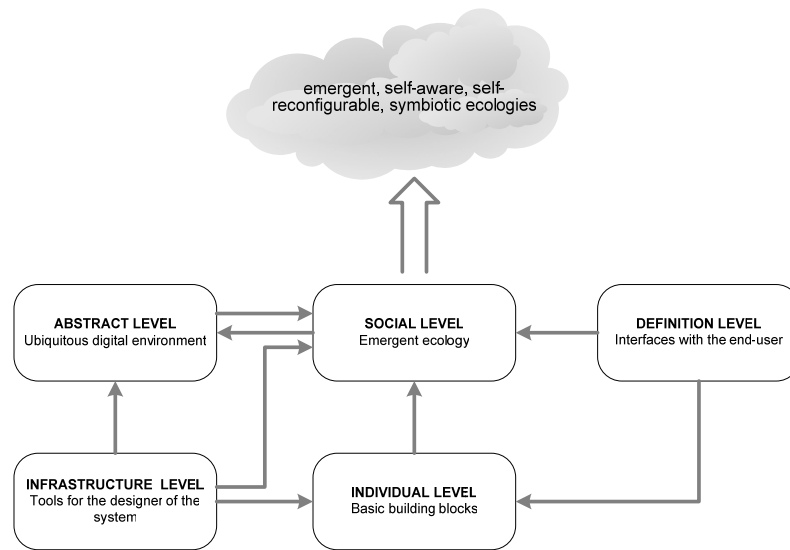 emergent, self-aware, self-
reconfigurable, symbiotic ecologies
ABSTRACT LEVEL
Ubiquitous digital environment
SOCIAL LEVEL
Emergent ecology
DEFINITION LEVEL
Interfaces with the end-user
INFRASTRUCTURE LEVEL
Tools for the designer of the
system
INDIVIDUAL LEVEL
Basic building blocks